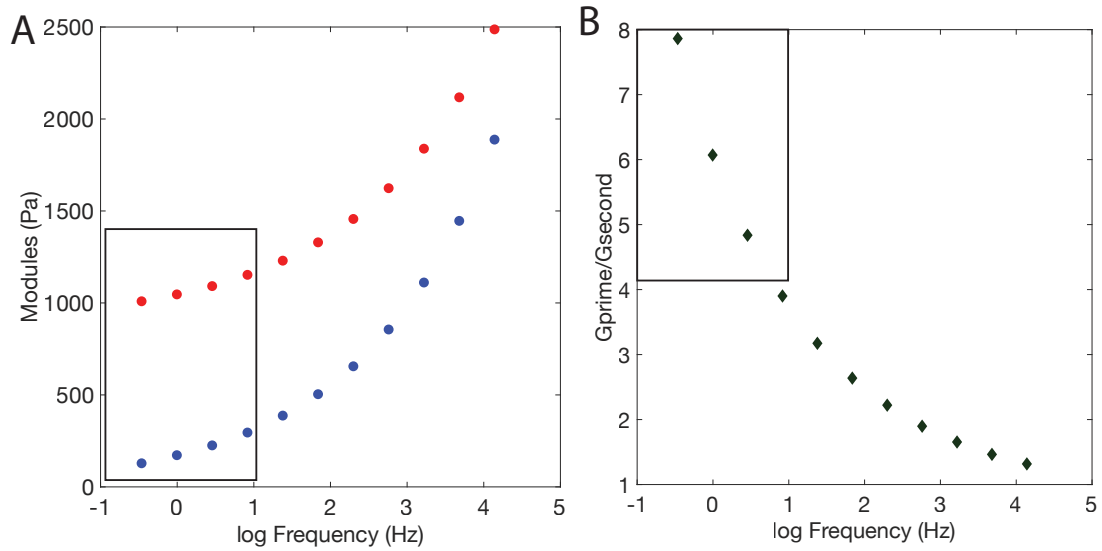 A
Modules (Pa)
2500
2000
1500
1000
500
0
-1 0 1 2 3 4 5
log Frequency (Hz)
B
Gprime/Gsecond
8
7
6
5
4
3
2
1
-1 0 1 2 3 4 5
log Frequency (Hz)